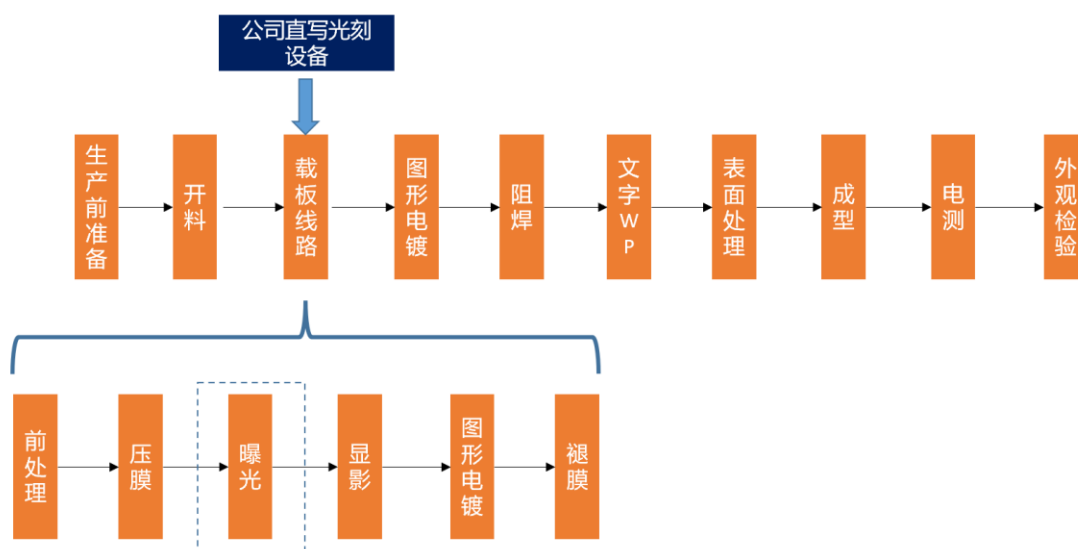 公司直写光刻
设备
生产前准备
开料
载板线路
图形电镀
阻焊
文字WP
表面处理
成型
电测
外观检验
前处理
压膜
曝光
显影
图形电镀
褪膜